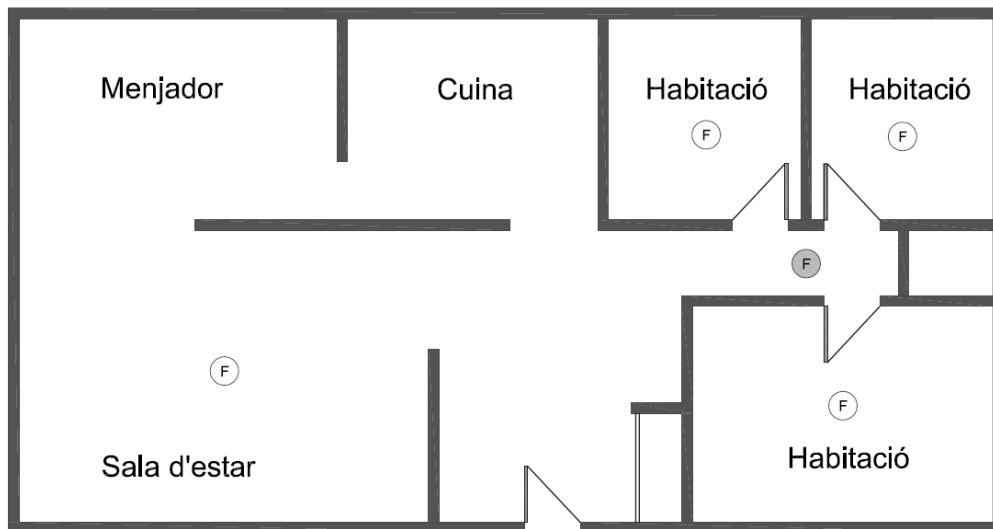 Menjador
Cuina
Habitació
Habitació
F
F
F
F
F
Sala d'estar
Habitació